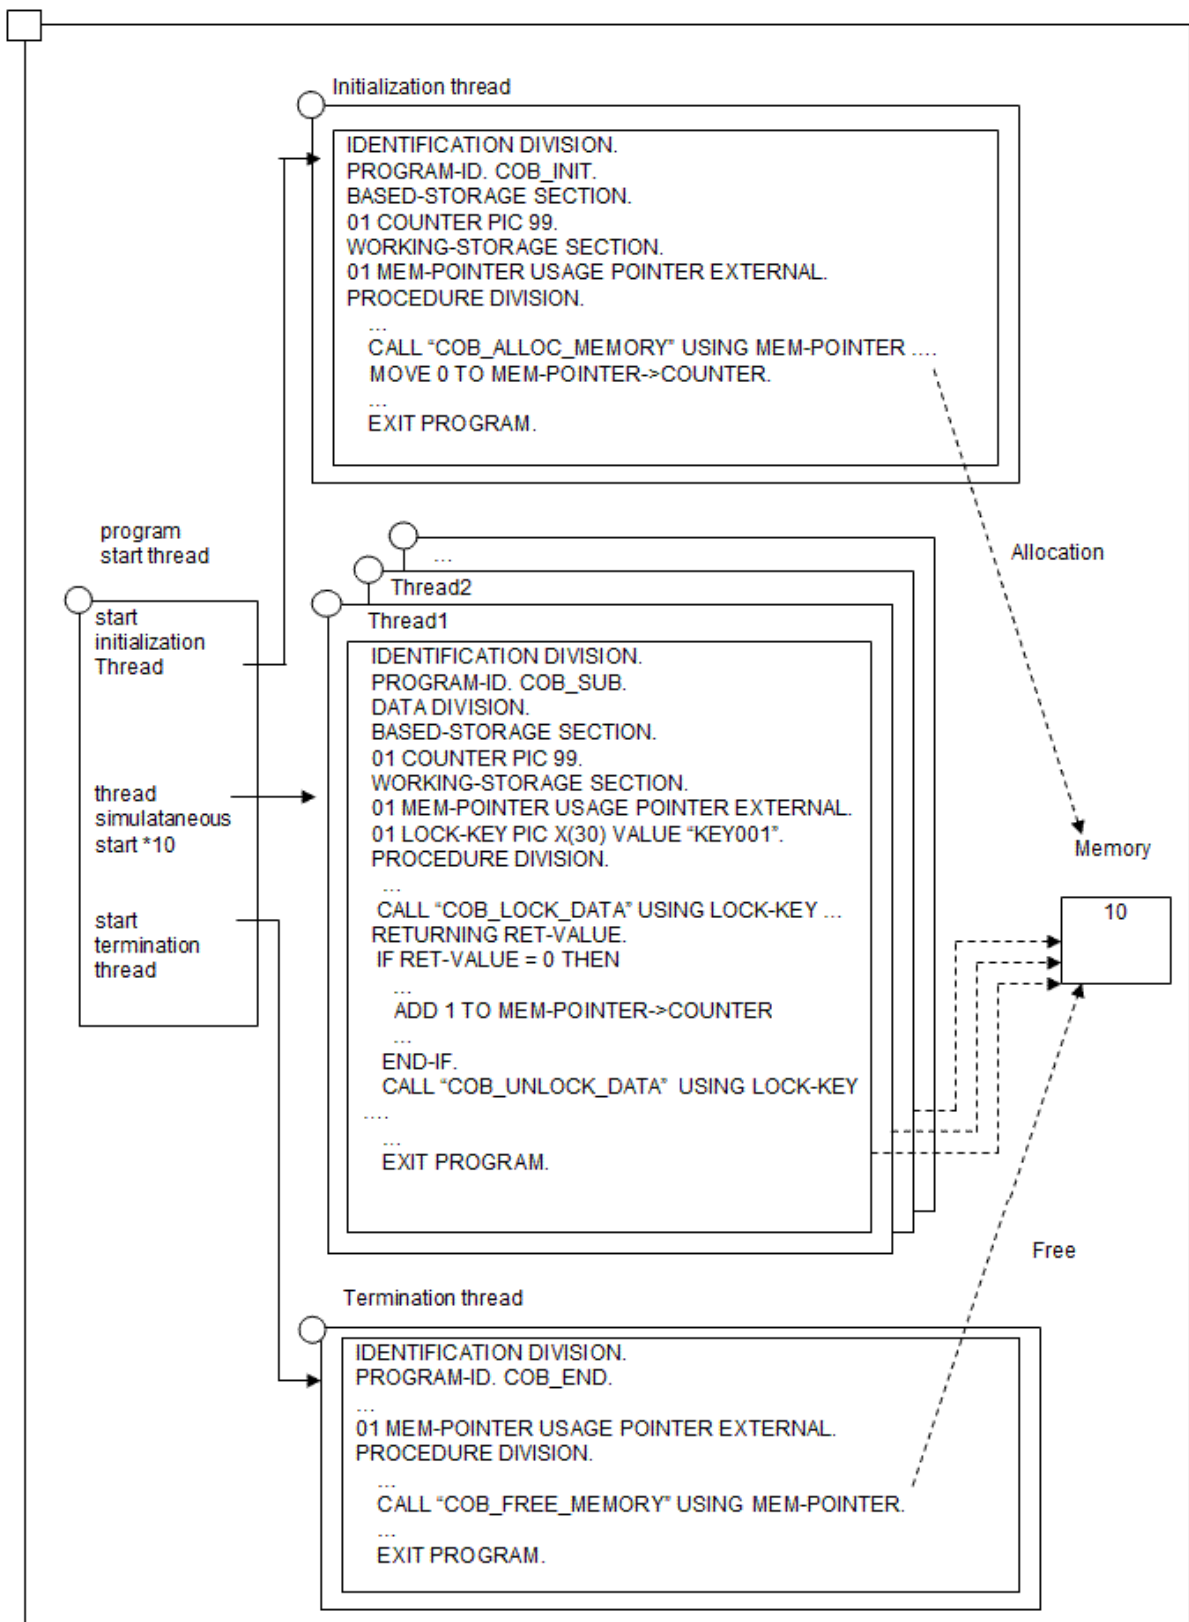 Initialization thread
IDENTIFICATION DIVISION.
PROGRAM-ID. COB_INIT.
BASED-STORAGE SECTION.
01 COUNTER PIC 99.
WORKING-STORAGE SECTION.
01 MEM-POINTER USAGE POINTER EXTERNAL.
PROCEDURE DIVISION.
...
CALL “COB_ALLOC_MEMORY” USING MEM-POINTER ....
MOVE 0 TO MEM-POINTER->COUNTER.
...
EXIT PROGRAM.
program
start thread
start
initialization
Thread
thread
simulataneous
start *10
start
termination
thread
...
Thread2
Thread1
IDENTIFICATION DIVISION.
PROGRAM-ID. COB_SUB.
DATA DIVISION.
BASED-STORAGE SECTION.
01 COUNTER PIC 99.
WORKING-STORAGE SECTION.
01 MEM-POINTER USAGE POINTER EXTERNAL.
01 LOCK-KEY PIC X(30) VALUE “KEY001”.
PROCEDURE DIVISION.
...
CALL “COB_LOCK_DATA” USING LOCK-KEY ...
RETURNING RET-VALUE.
IF RET-VALUE = 0 THEN
...
ADD 1 TO MEM-POINTER->COUNTER
...
END-IF.
CALL “COB_UNLOCK_DATA” USING LOCK-KEY
....
...
EXIT PROGRAM.
Allocation
Memory
10
Free
Termination thread
IDENTIFICATION DIVISION.
PROGRAM-ID. COB_END.
...
01 MEM-POINTER USAGE POINTER EXTERNAL.
PROCEDURE DIVISION.
...
CALL “COB_FREE_MEMORY” USING MEM-POINTER.
...
EXIT PROGRAM.